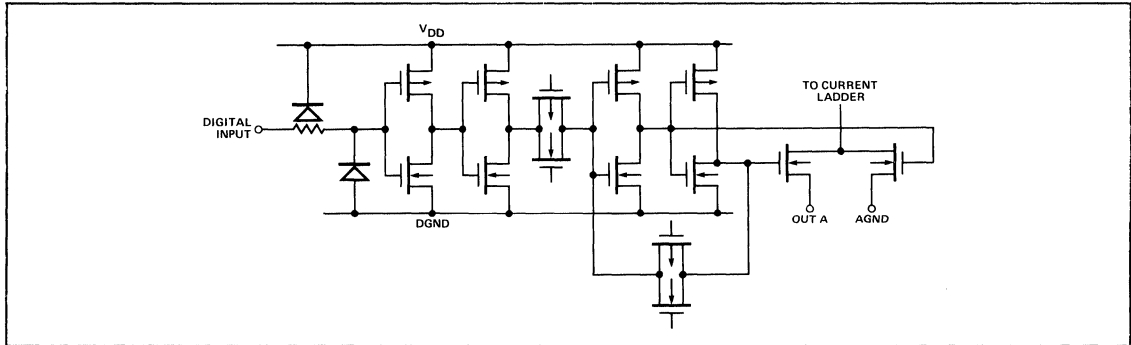 VDD
TO CURRENT
LADDER
DIGITAL
INPUT
DGND
OUT A
AGND